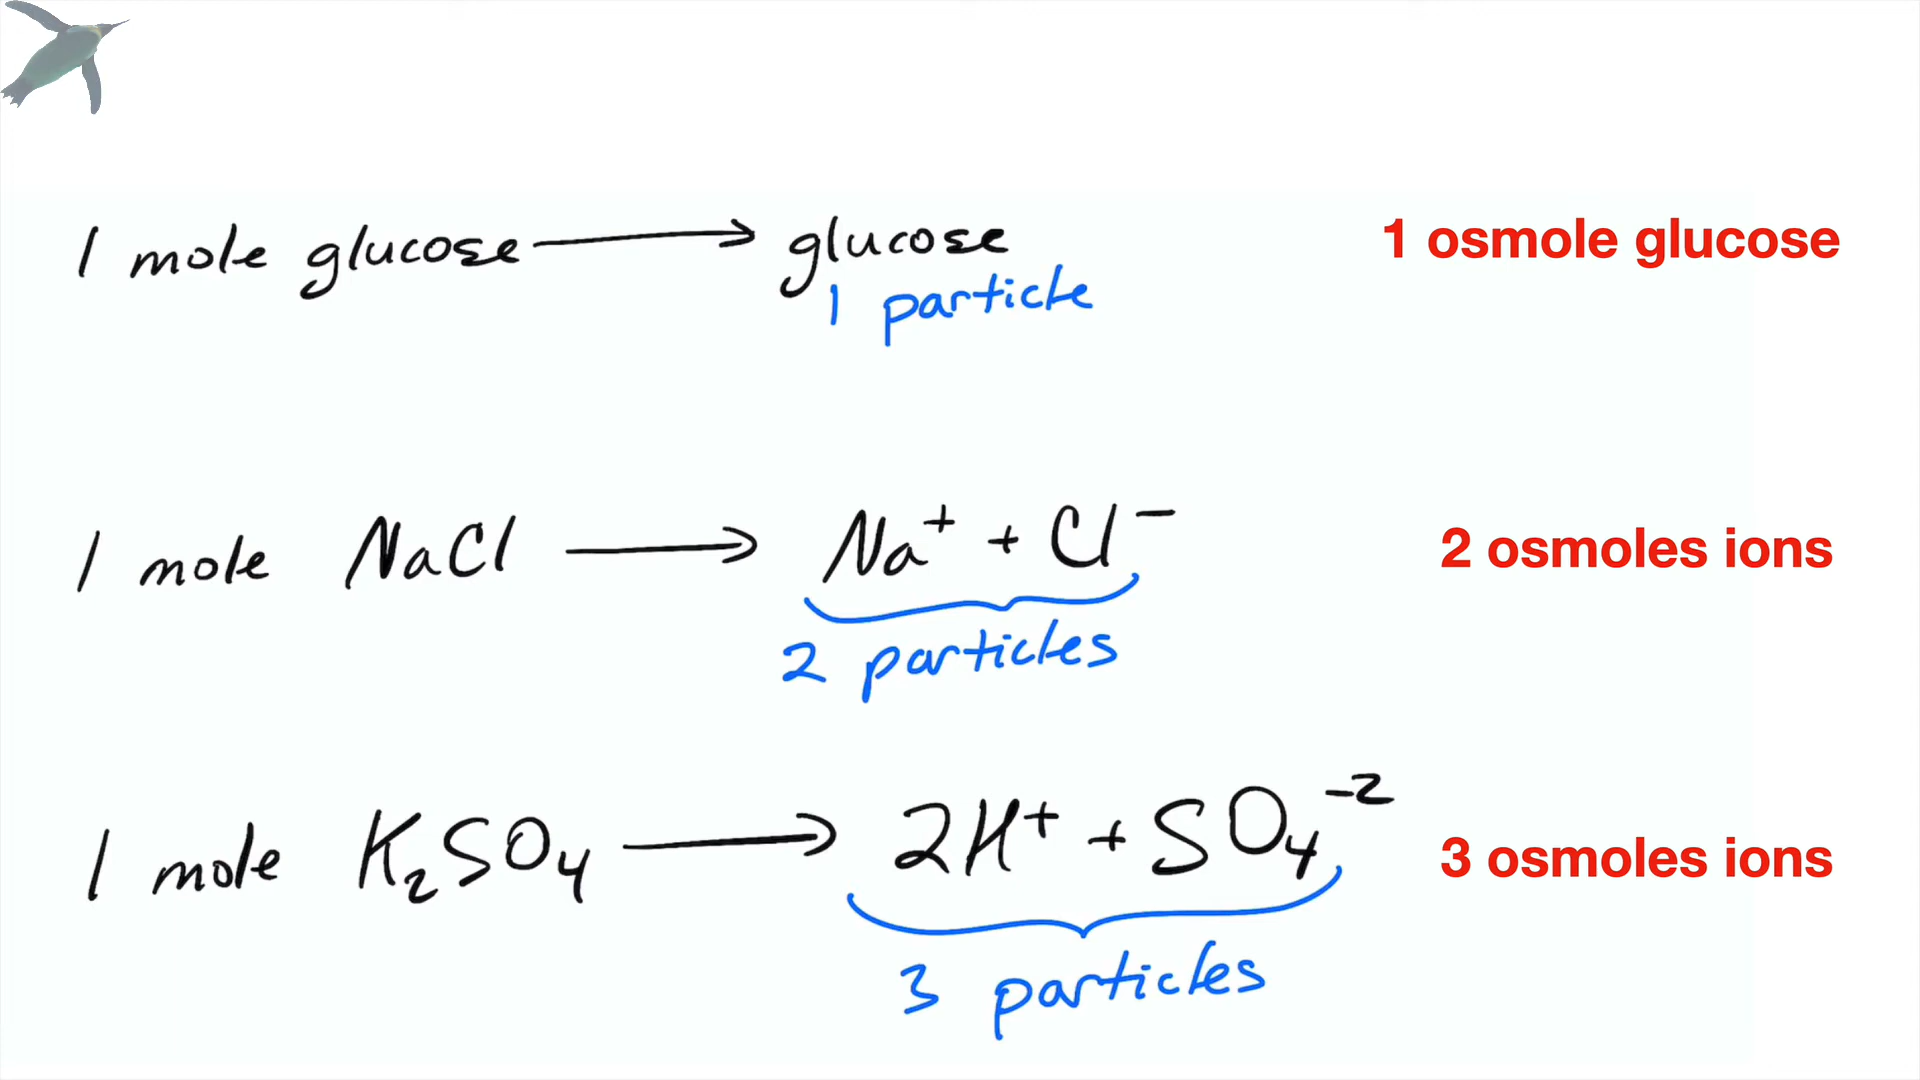 1 mole glucose ⟶ glucose 1 osmole glucose
1 particle
1 mole NaCl ⟶ Na⁺ + Cl⁻ 2 osmoles ions
2 particles
1 mole K₂SO₄ ⟶ 2H⁺ + SO₄⁻² 3 osmoles ions
3 particles